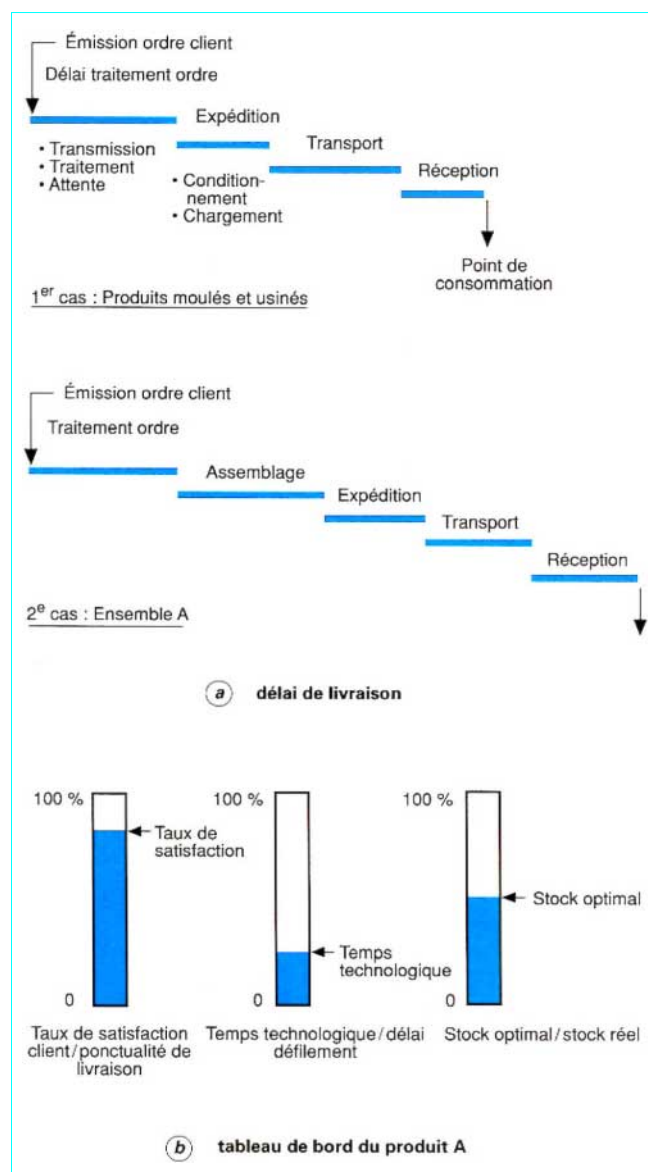 Émission ordre client
Délai traitement ordre
Expédition
• Transmission
• Traitement
• Attente
Transport
• Condition-
nement
• Chargement
Réception
Point de
consommation
1er cas : Produits moulés et usinés
Émission ordre client
Traitement ordre
Assemblage
Expédition
Transport
Réception
2e cas : Ensemble A
a délai de livraison
100 %
Taux de
satisfaction
0
Taux de satisfaction
client/ponctualité de
livraison
100 %
Temps
technologique
0
Temps technologique/délai
défilement
100 %
Stock optimal
0
Stock optimal/stock réel
b tableau de bord du produit A